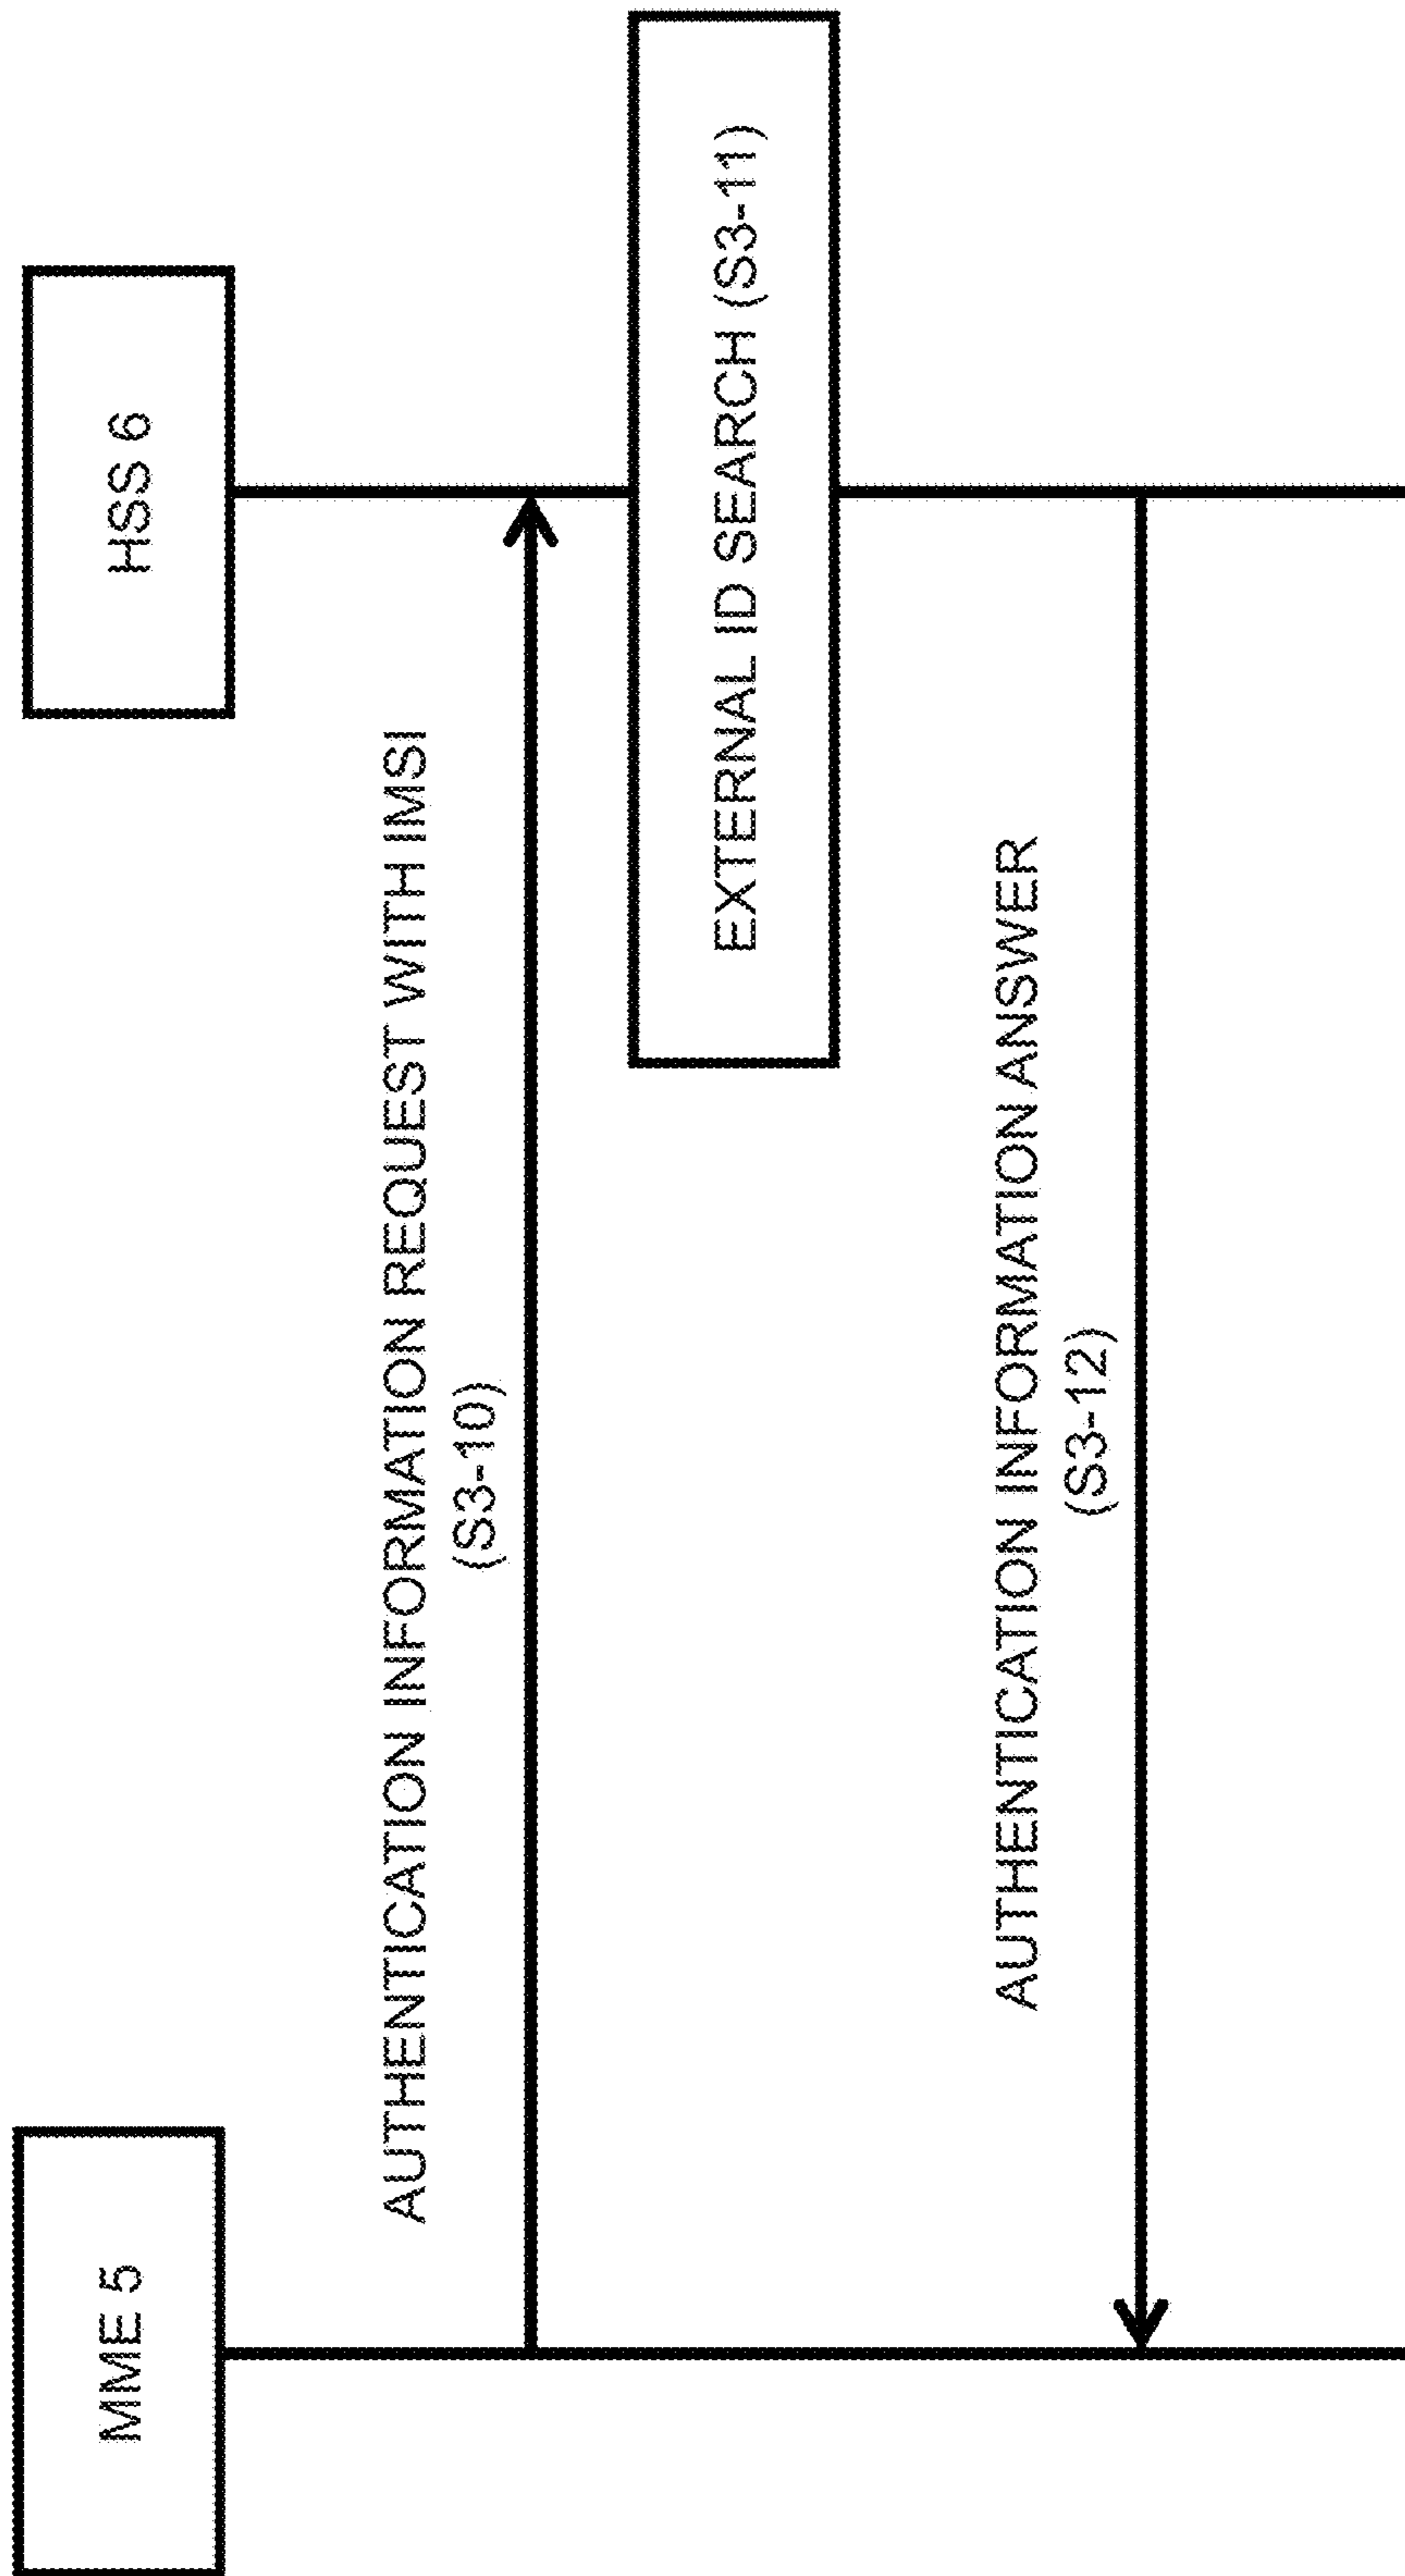 MME 5
HSS 6
AUTHENTICATION INFORMATION REQUEST WITH IMSI
(S3-10)
EXTERNAL ID SEARCH (S3-11)
AUTHENTICATION INFORMATION ANSWER
(S3-12)